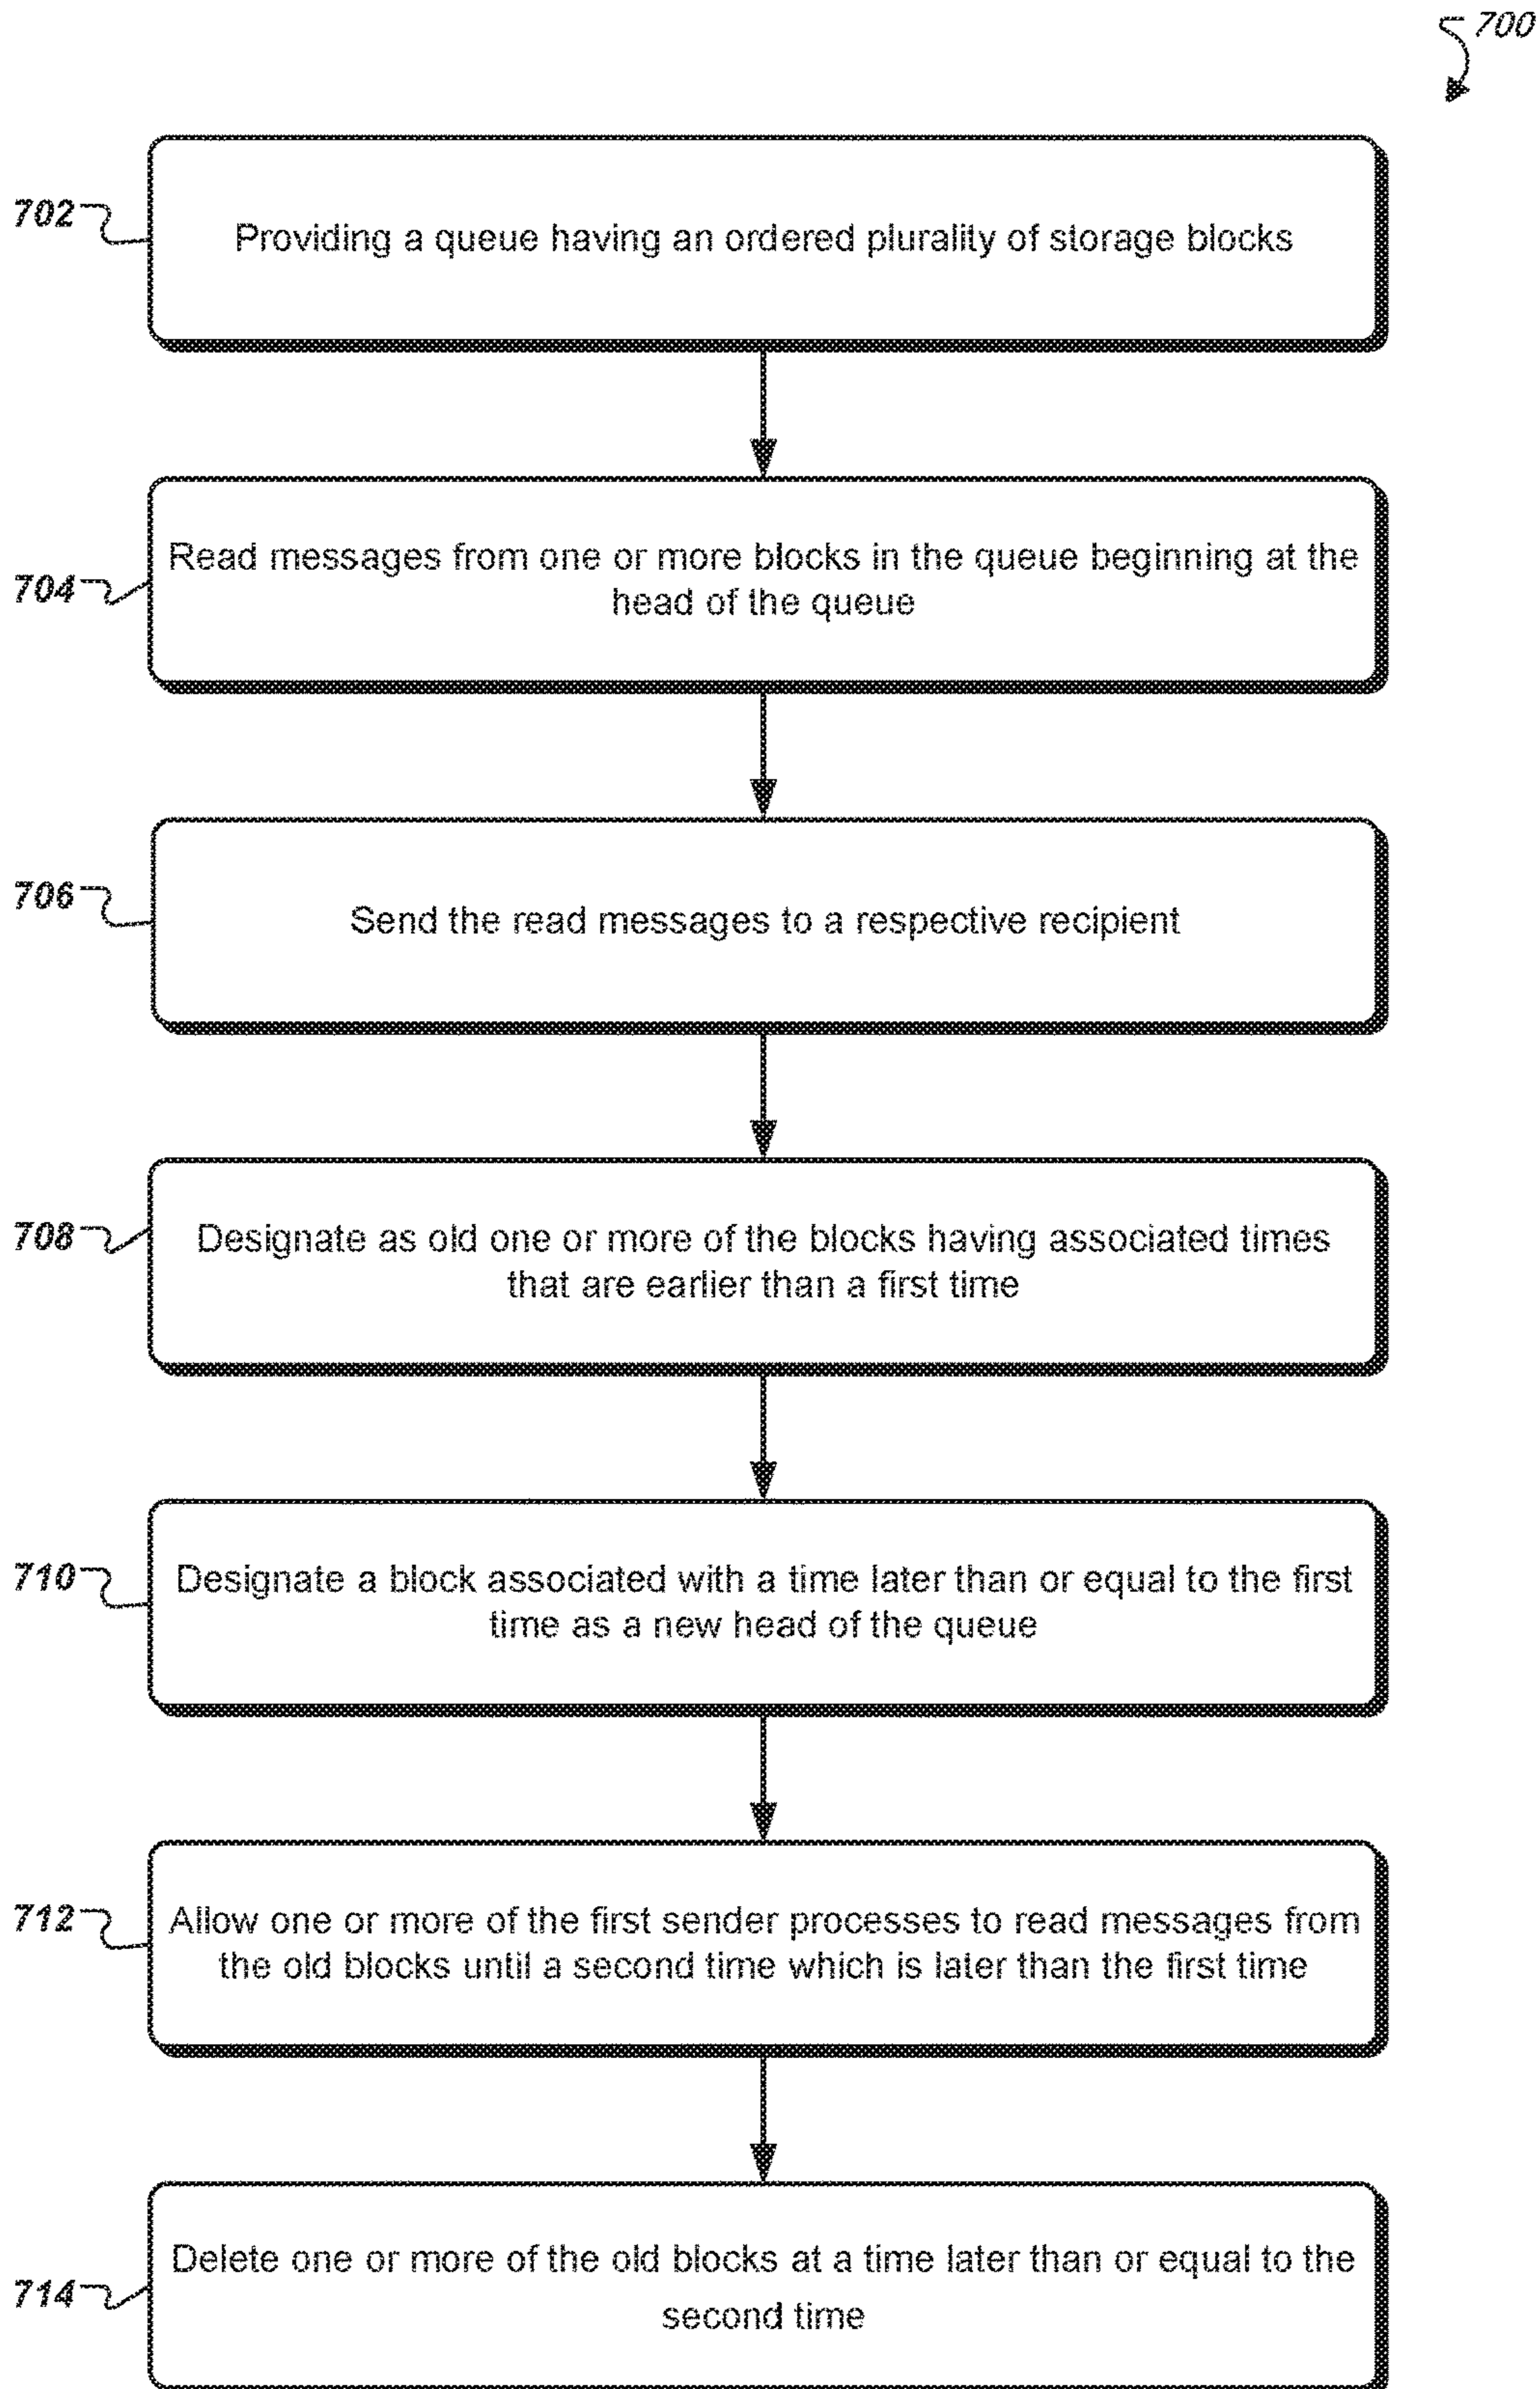 700
702
Providing a queue having an ordered plurality of storage blocks
704
Read messages from one or more blocks in the queue beginning at the
head of the queue
706
Send the read messages to a respective recipient
708
Designate as old one or more of the blocks having associated times
that are earlier than a first time
710
Designate a block associated with a time later than or equal to the first
time as a new head of the queue
712
Allow one or more of the first sender processes to read messages from
the old blocks until a second time which is later than the first time
714
Delete one or more of the old blocks at a time later than or equal to the
second time